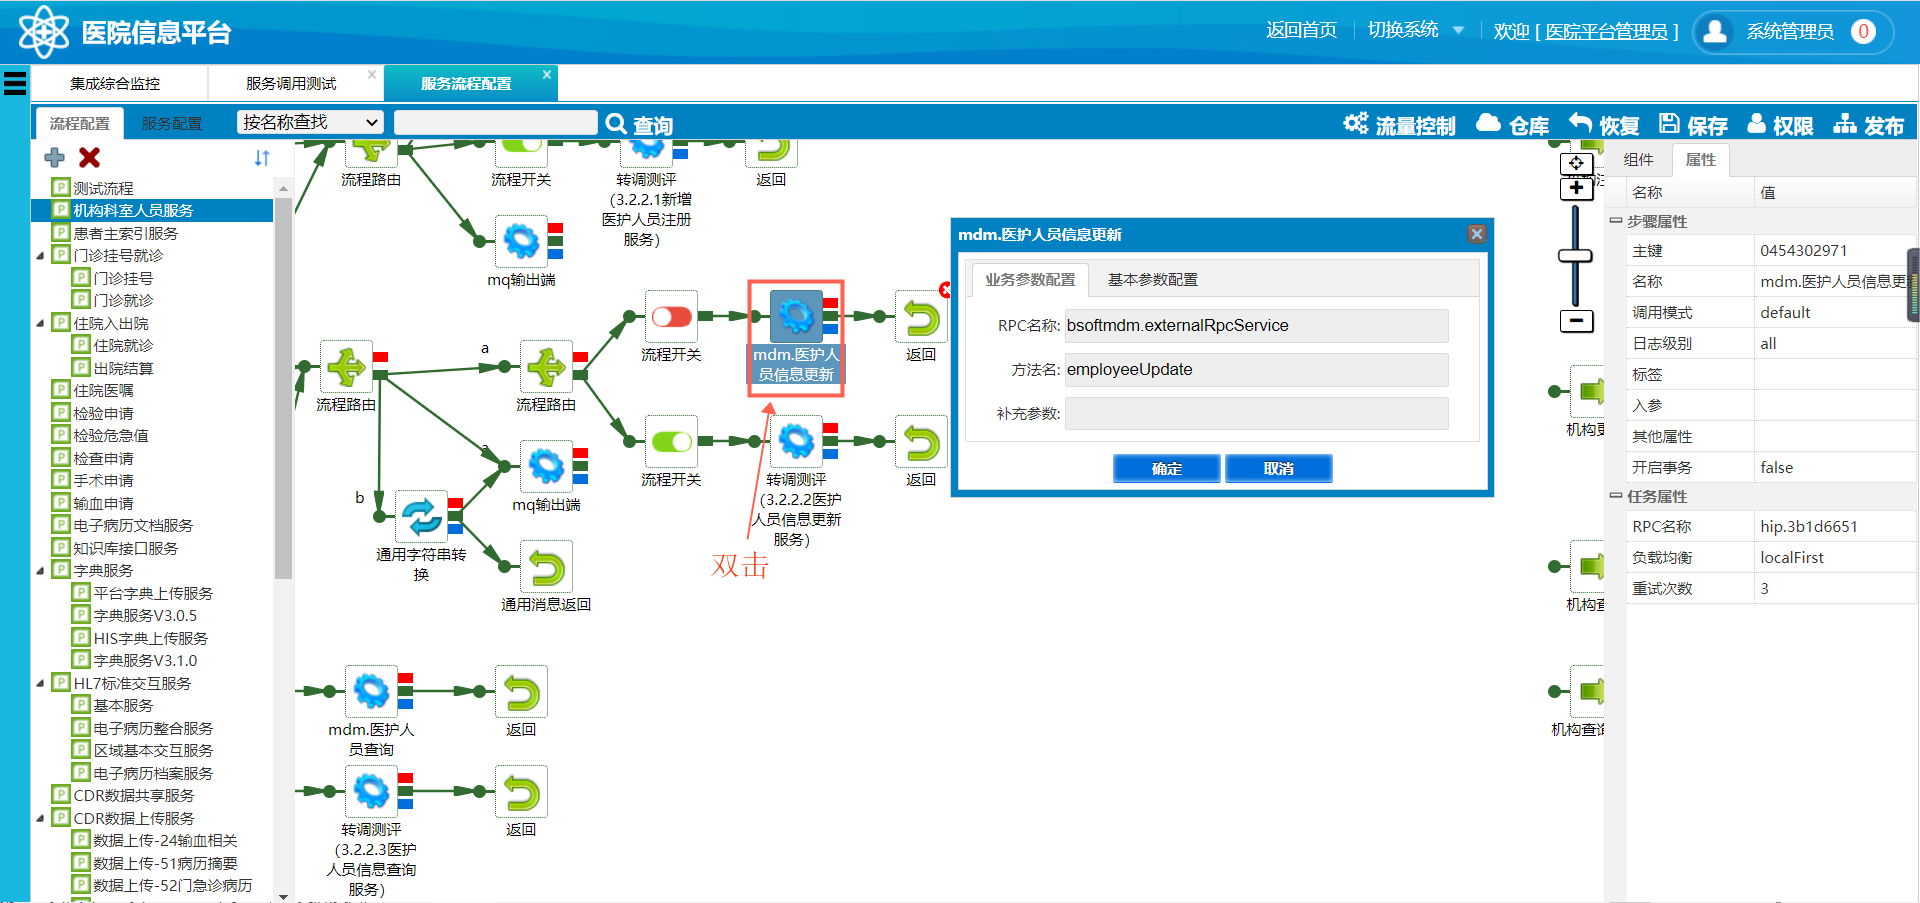 医院信息平台
返回首页
切换系统
欢迎 [ 医院平台管理员 ]
系统管理员
0
集成综合监控
服务调用测试
服务流程配置
流程配置
服务配置
按名称查找
查询
流量控制
仓库
恢复
保存
权限
发布
测试流程
机构科室人员服务
患者主索引服务
门诊挂号就诊
门诊挂号
门诊就诊
住院入出院
住院就诊
出院结算
住院医嘱
检验申请
检验危急值
检查申请
手术申请
输血申请
电子病历文档服务
知识库接口服务
字典服务
平台字典上传服务
字典服务V3.0.5
HIS字典上传服务
字典服务V3.1.0
HL7标准交互服务
基本服务
电子病历整合服务
区域基本交互服务
电子病历档案服务
CDR数据共享服务
CDR数据上传服务
数据上传-24输血相关
数据上传-51病历摘要
数据上传-52门急诊病历
流程路由
流程开关
转调测评
（3.2.2.1新增
医护人员注册
服务）
返回
mq输出端
流程开关
mdm.医护人
员信息更新
返回
a
流程路由
流程路由
流程开关
转调测评
（3.2.2.2医护
人员信息更新
服务）
返回
a
mq输出端
b
通用字符串转
换
双击
通用消息返回
mdm.医护人
员查询
返回
转调测评
（3.2.2.3医护
人员信息查询
服务）
返回
mdm.医护人员信息更新
业务参数配置
基本参数配置
RPC名称:
bsoftmdm.externalRpcService
方法名:
employeeUpdate
补充参数:
确定
取消
机构更
机构查
机构查询
组件
属性
名称
值
步骤属性
主键
0454302971
名称
mdm.医护人员信息更
调用模式
default
日志级别
all
标签
入参
其他属性
开启事务
false
任务属性
RPC名称
hip.3b1d6651
负载均衡
localFirst
重试次数
3